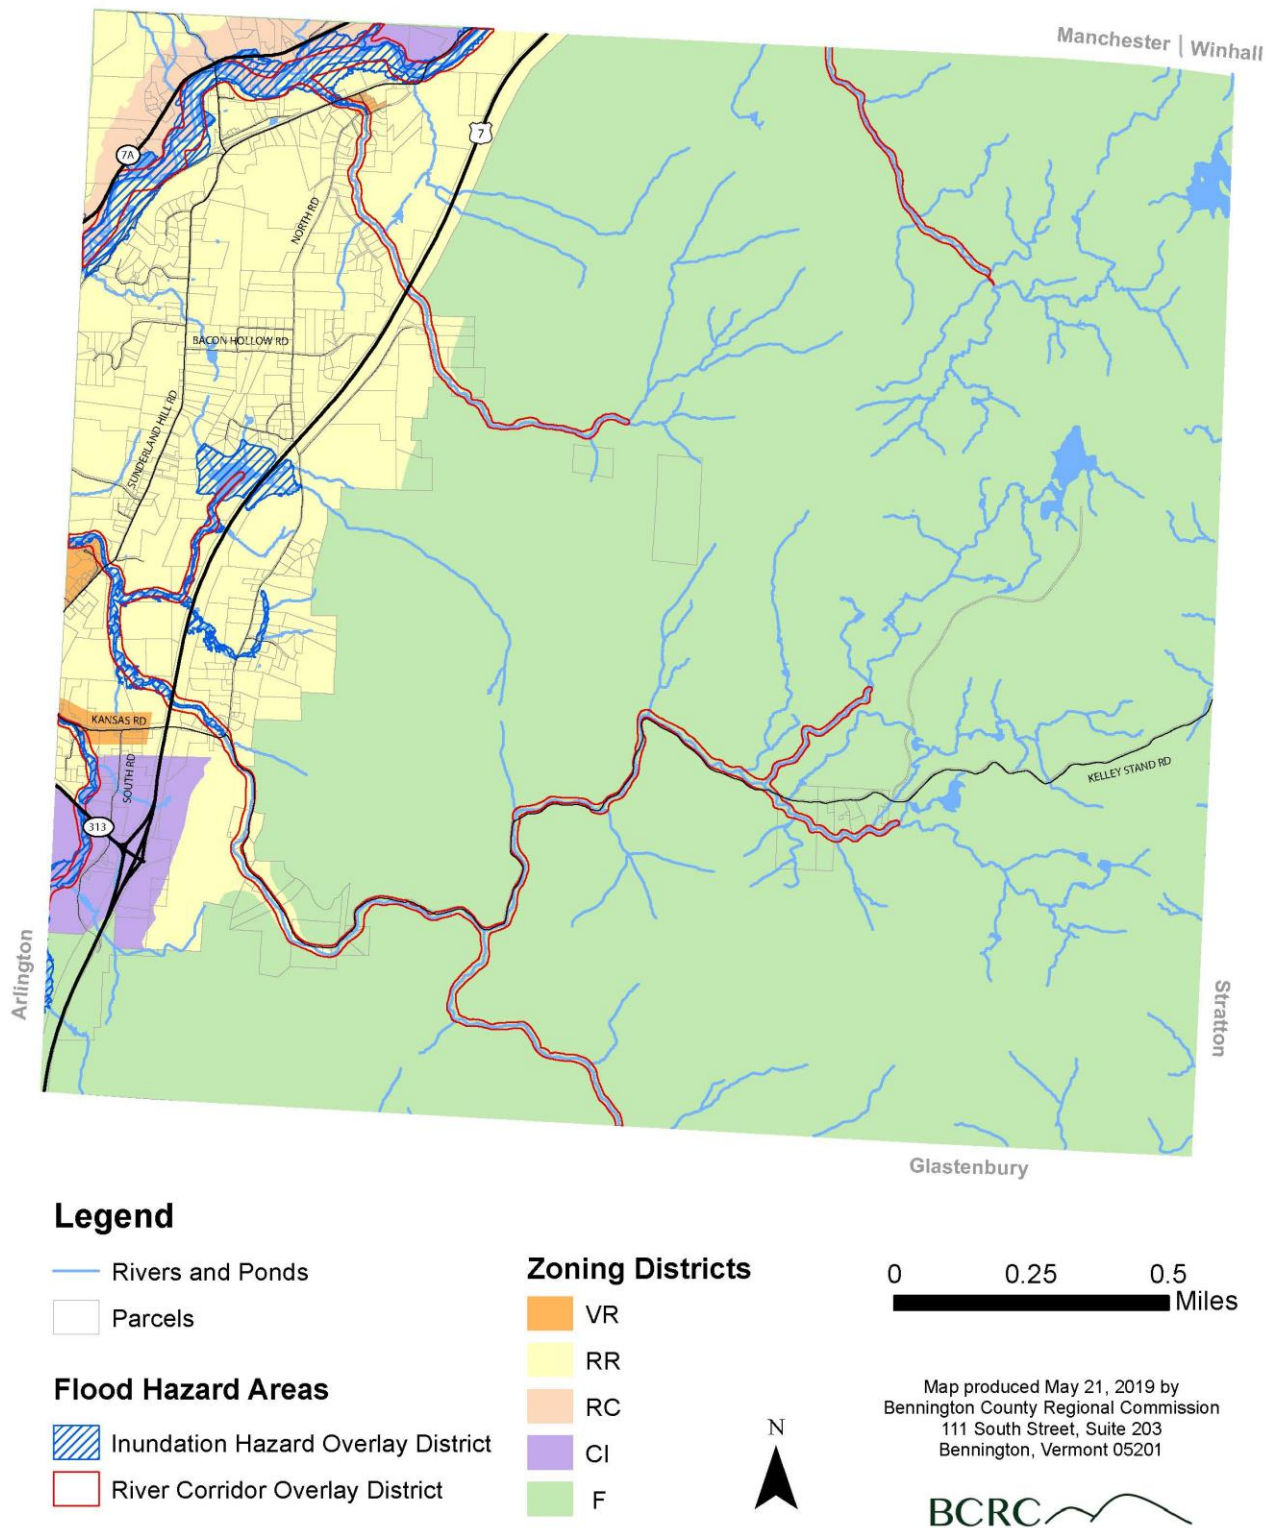 Manchester | Winhall
7
7A
NORTH RD
BACON HOLLOW RD
SUNDERLAND HILL RD
KANSAS RD
SOUTH RD
KELLEY STAND RD
313
Arlington
Stratton
Glastenbury
Legend
Rivers and Ponds
Parcels
Flood Hazard Areas
Inundation Hazard Overlay District
River Corridor Overlay District
Zoning Districts
VR
RR
RC
CI
F
0 0.25 0.5
Miles
N
Map produced May 21, 2019 by
Bennington County Regional Commission
111 South Street, Suite 203
Bennington, Vermont 05201
BCRC